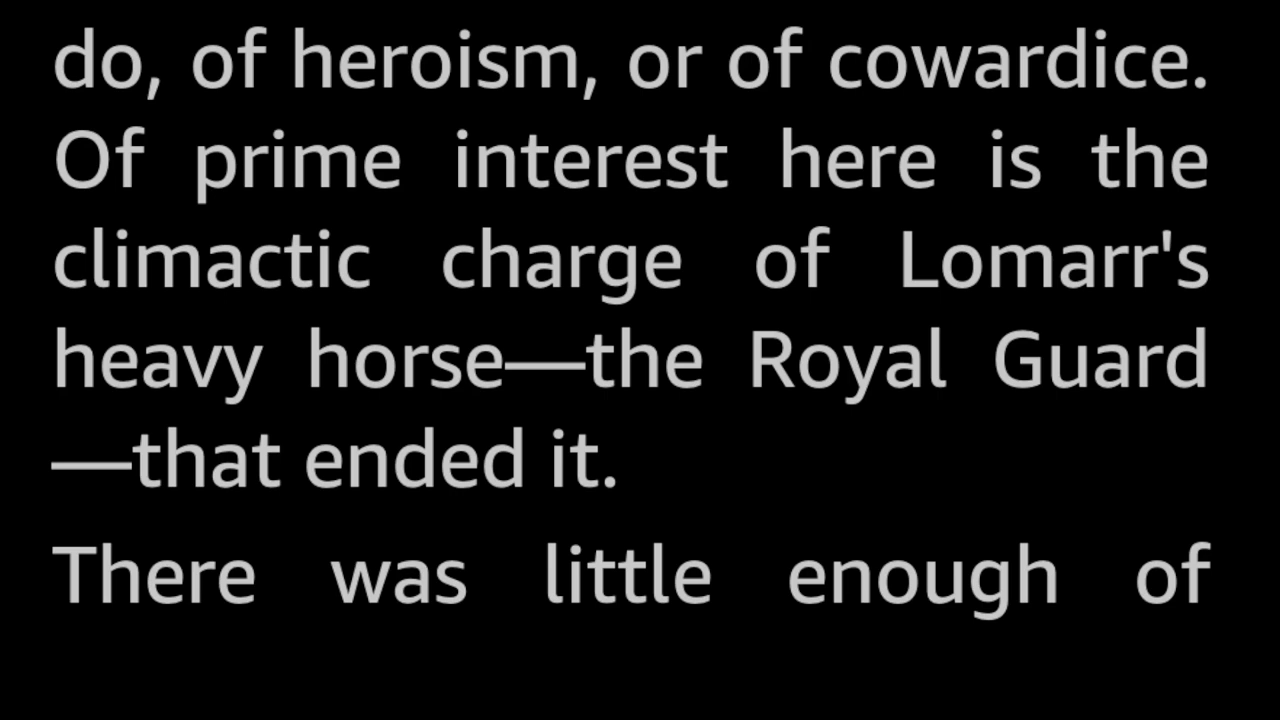 do, of heroism, or of cowardice.
Of prime interest here is the
climactic charge of Lomarr's
heavy horse—the Royal Guard
—that ended it.
There was little enough of